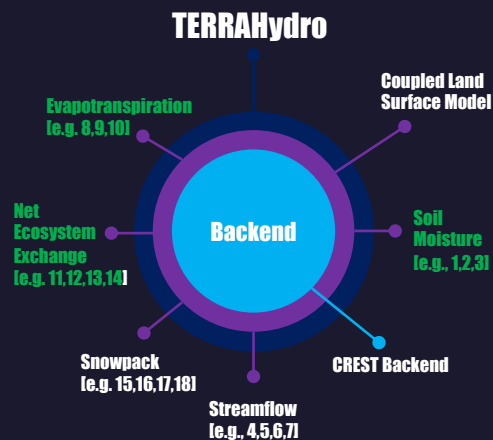 TERRAHydro
Coupled Land
Surface Model
Evapotranspiration
[e.g. 8,9,10]
Net
Ecosystem
Exchange
[e.g. 11,12,13,14]
Backend
Soil
Moisture
[e.g., 1,2,3]
Snowpack
[e.g. 15,16,17,18]
CREST Backend
Streamflow
[e.g., 4,5,6,7]